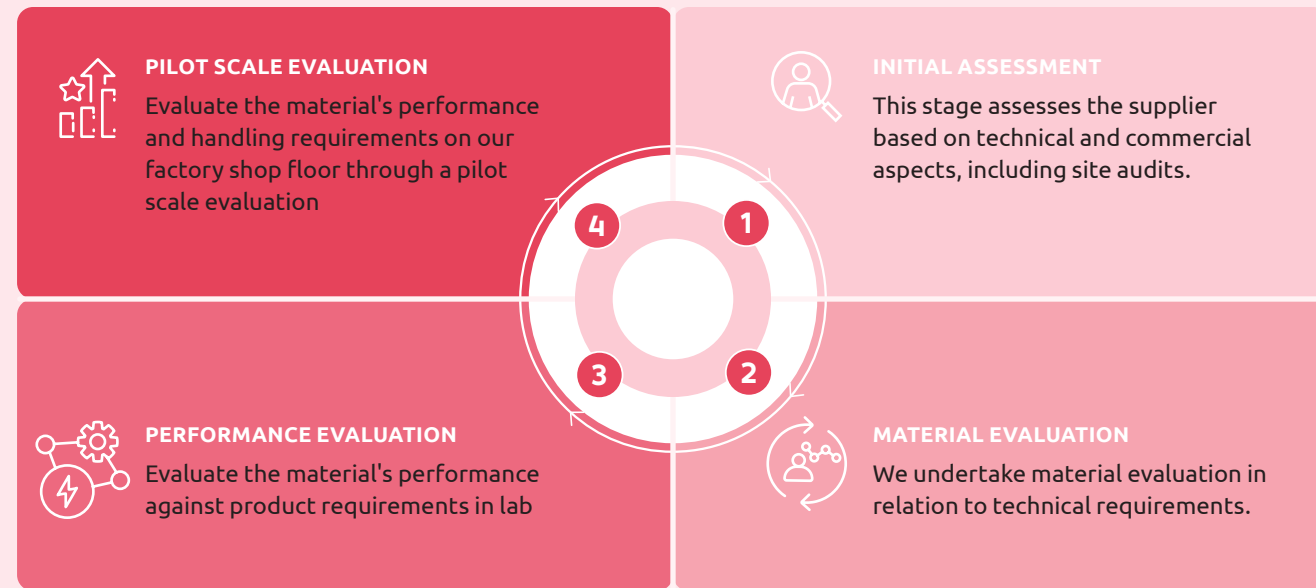 PILOT SCALE EVALUATION
Evaluate the material's performance
and handling requirements on our
factory shop floor through a pilot
scale evaluation
INITIAL ASSESSMENT
This stage assesses the supplier
based on technical and commercial
aspects, including site audits.
4
1
3
2
PERFORMANCE EVALUATION
Evaluate the material's performance
against product requirements in lab
MATERIAL EVALUATION
We undertake material evaluation in
relation to technical requirements.